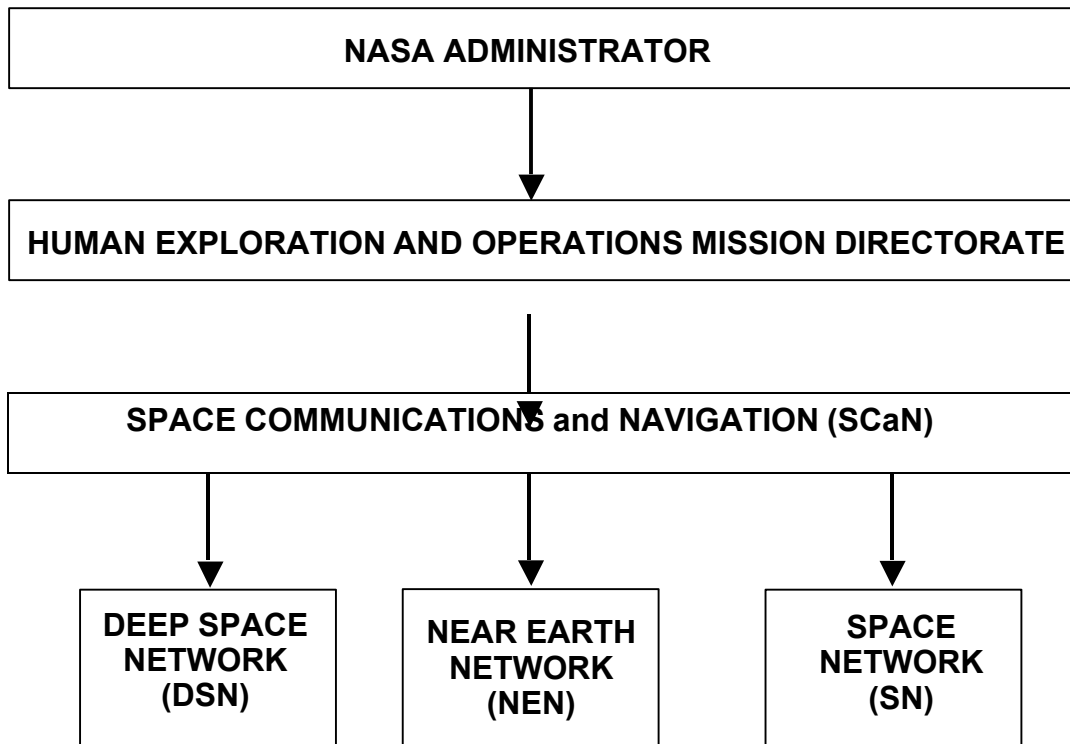 NASA ADMINISTRATOR
HUMAN EXPLORATION AND OPERATIONS MISSION DIRECTORATE
SPACE COMMUNICATIONS and NAVIGATION (SCaN)
DEEP SPACE
NETWORK
(DSN)
NEAR EARTH
NETWORK
(NEN)
SPACE
NETWORK
(SN)